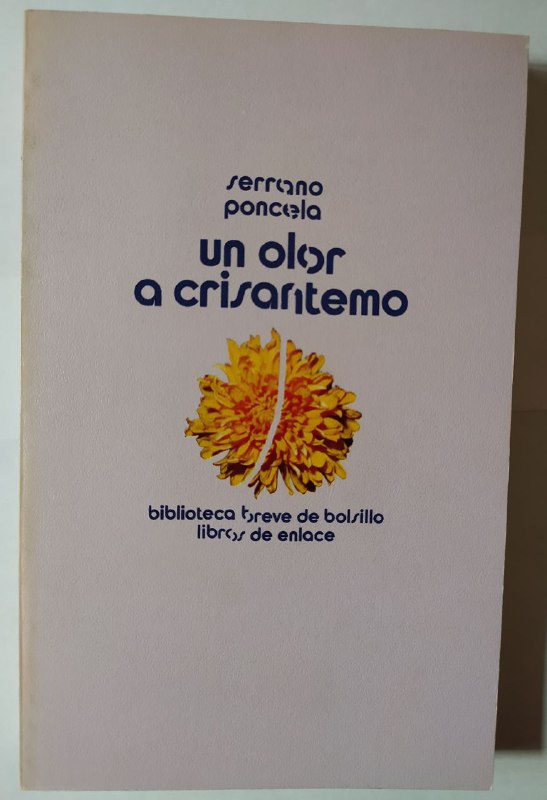 serrano
poncela
un olor
a crisantemo
biblioteca breve de bolsillo
libros de enlace